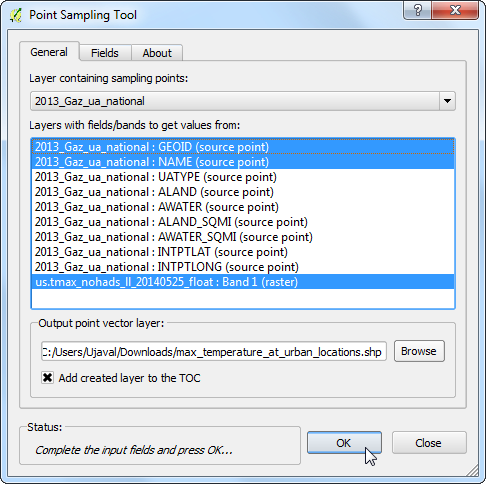 Point Sampling Tool
General Fields About
Layer containing sampling points:
2013_Gaz_ua_national
Layers with fields/bands to get values from:
2013_Gaz_ua_national : GEOID (source point)
2013_Gaz_ua_national : NAME (source point)
2013_Gaz_ua_national : UATYPE (source point)
2013_Gaz_ua_national : ALAND (source point)
2013_Gaz_ua_national : AWATER (source point)
2013_Gaz_ua_national : ALAND_SQMI (source point)
2013_Gaz_ua_national : AWATER_SQMI (source point)
2013_Gaz_ua_national : INTPTLAT (source point)
2013_Gaz_ua_national : INTPTLONG (source point)
us.tmax_nohads_ll_20140525_float : Band 1 (raster)
Output point vector layer:
C:/Users/Ujaval/Downloads/max_temperature_at_urban_locations.shp Browse
Add created layer to the TOC
Status:
Complete the input fields and press OK... OK Close